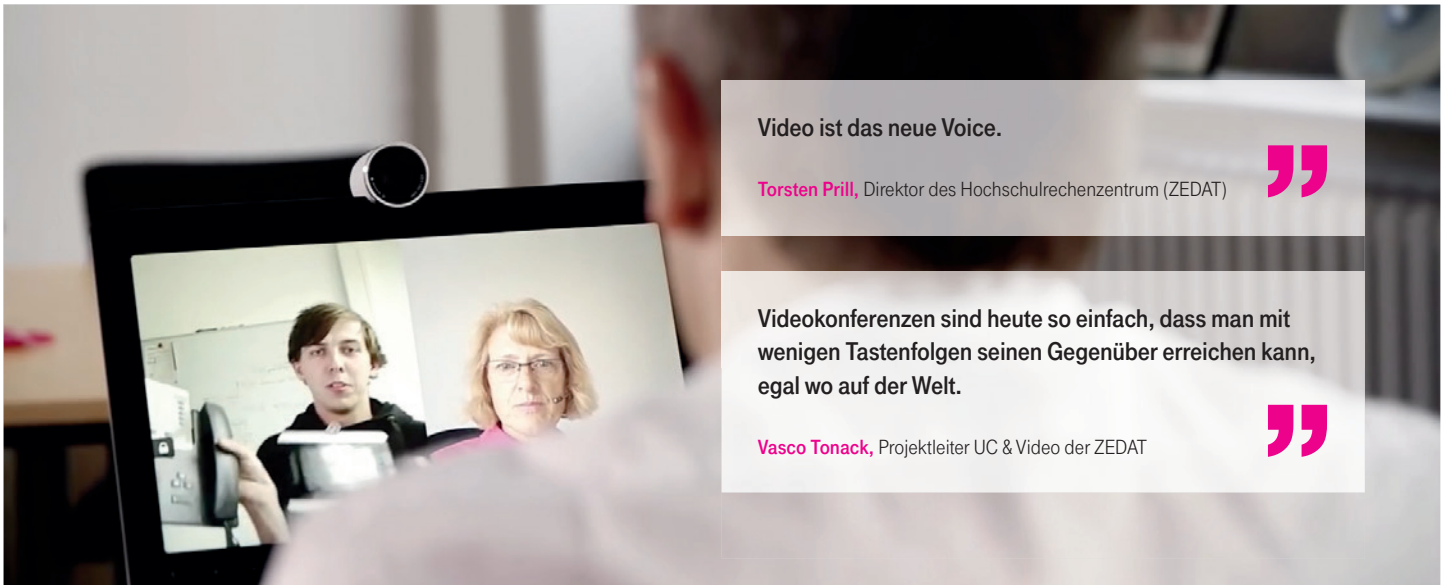 Video ist das neue Voice.
Torsten Prill, Direktor des Hochschulrechenzentrum (ZEDAT)
Videokonferenzen sind heute so einfach, dass man mit
wenigen Tastenfolgen seinen Gegenüber erreichen kann,
egal wo auf der Welt.
Vasco Tonack, Projektleiter UC & Video der ZEDAT